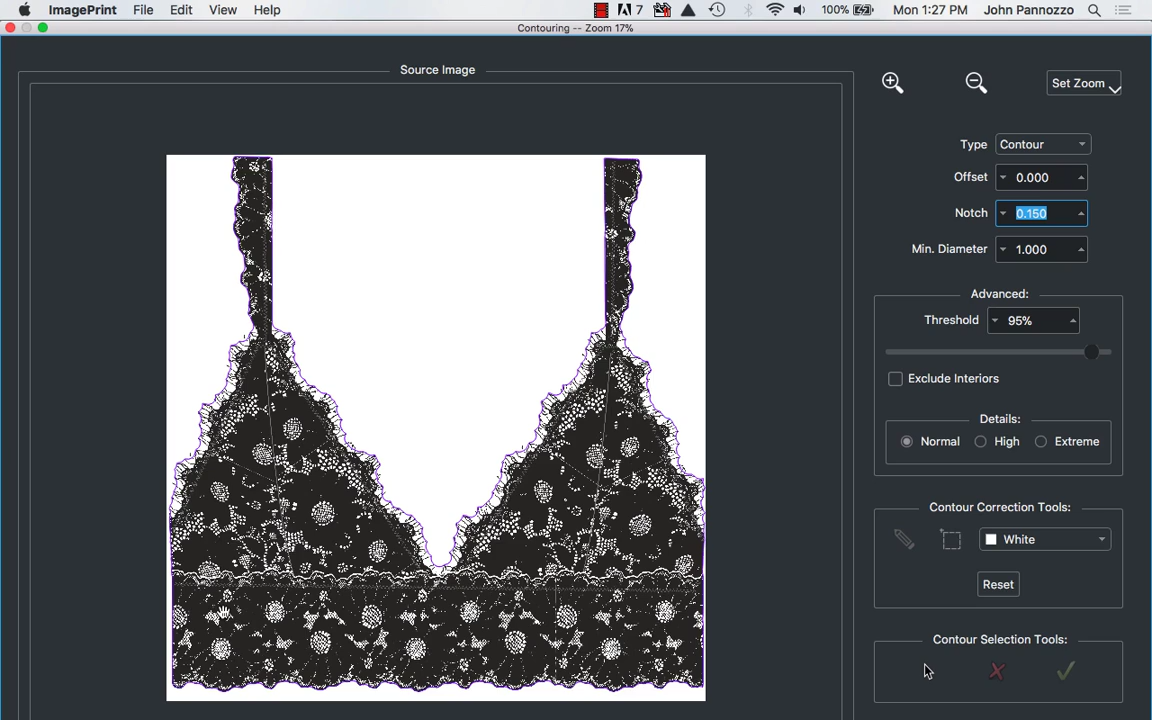 ImagePrint File Edit View Help 7 100% Mon 1:27 PM John Pannozzo
Contouring -- Zoom 17%
Source Image
Set Zoom
Type Contour
Offset 0.000
Notch 0.150
Min. Diameter 1.000
Advanced:
Threshold 95%
Exclude Interiors
Details:
Normal High Extreme
Contour Correction Tools:
White
Reset
Contour Selection Tools: